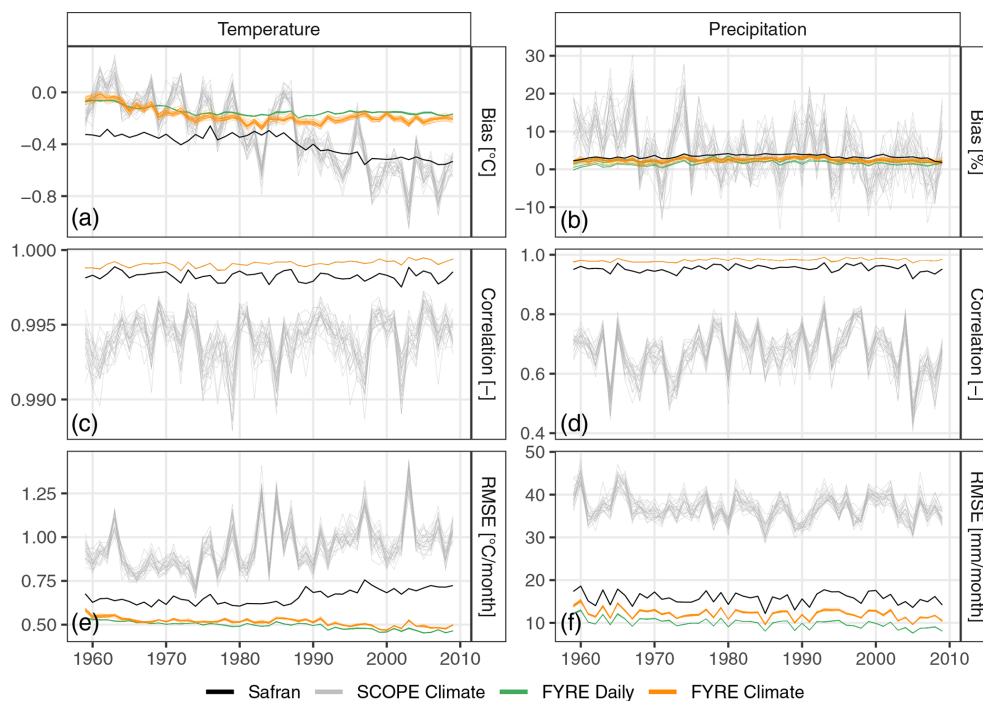 Temperature
Precipitation
0.0
−0.4
−0.8
(a)
Bias [°C]
30
20
10
0
−10
(b)
Bias [%]
1.000
0.995
0.990
(c)
Correlation [−]
1.0
0.8
0.6
0.4
(d)
Correlation [−]
1.25
1.00
0.75
0.50
(e)
RMSE [°C/month]
50
40
30
20
10
(f)
RMSE [mm/month]
1960 1970 1980 1990 2000 2010
1960 1970 1980 1990 2000 2010
Safran SCOPE Climate FYRE Daily FYRE Climate